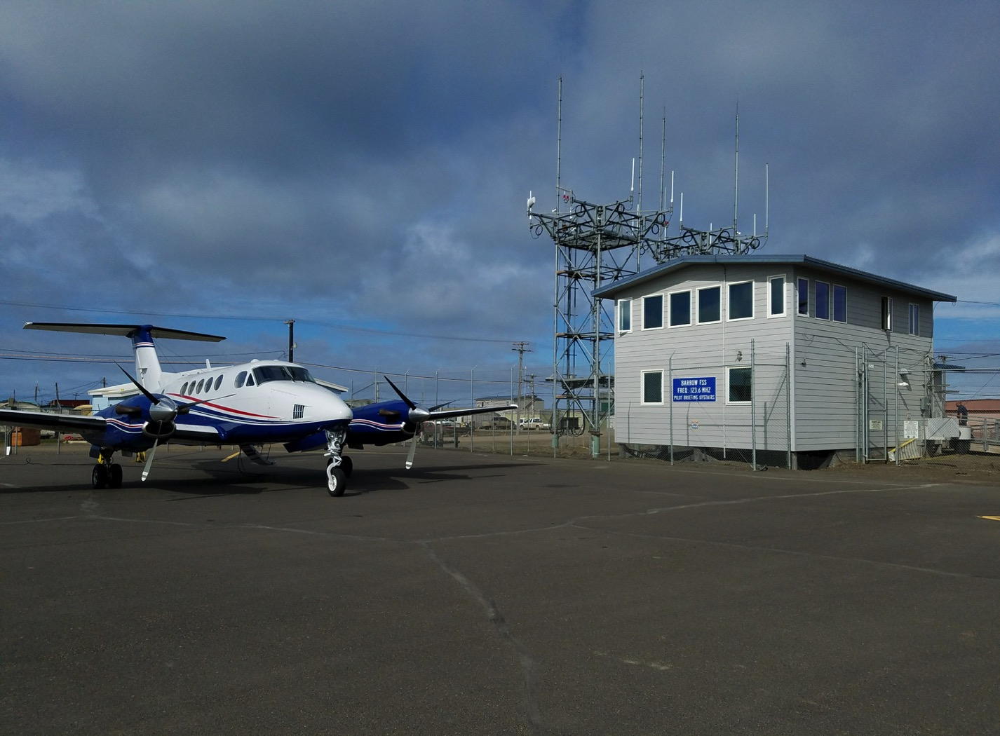 BARROW FSS
FREQ. 123.6 MHZ
PILOT BRIEFING UPSTAIRS